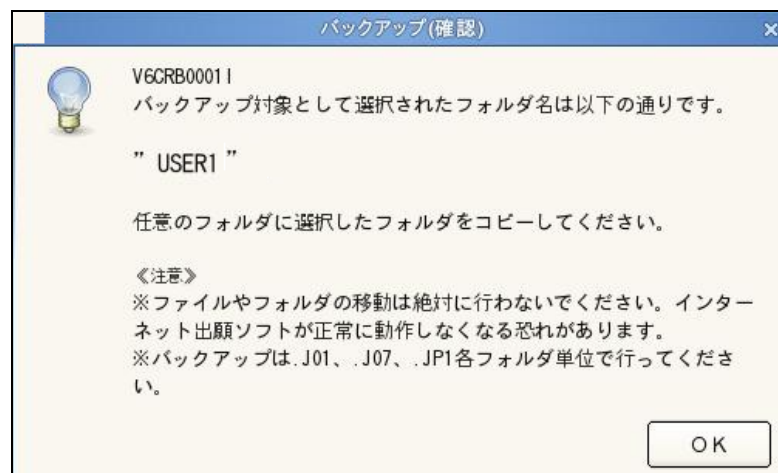 バックアップ(確認)
V6CRB0001I
バックアップ対象として選択されたフォルダ名は以下の通りです。
” USER1 ”
任意のフォルダに選択したフォルダをコピーしてください。
≪注意≫
※ファイルやフォルダの移動は絶対に行わないでください。インター
ネット出願ソフトが正常に動作しなくなる恐れがあります。
※バックアップは.J01、.J07、.JP1各フォルダ単位で行ってくださ
い。
OK